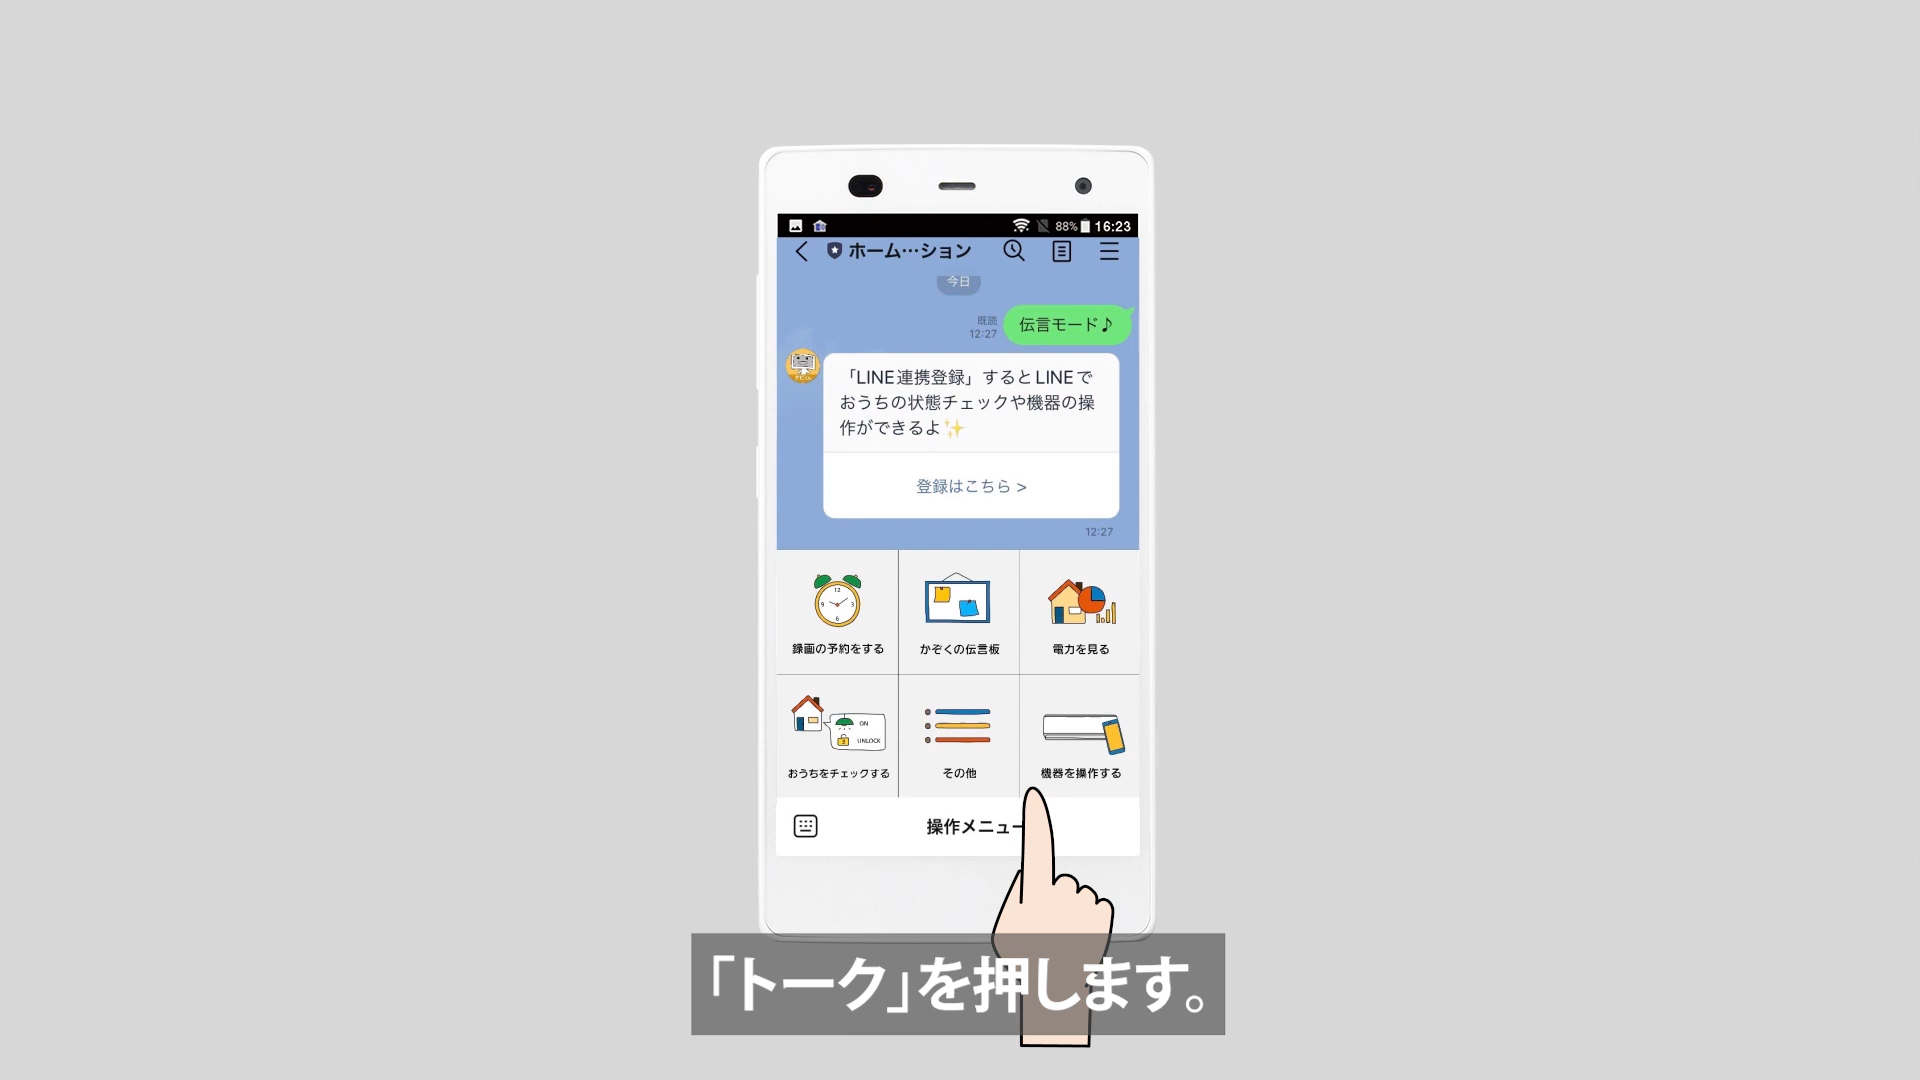 88% 16:23
ホーム…ション
今日
既読
12:27
伝言モード♪
「LINE連携登録」するとLINEで
おうちの状態チェックや機器の操
作ができるよ✨
登録はこちら >
12:27
録画の予約をする
かぞくの伝言板
電力を見る
ON
UNLOCK
おうちをチェックする
その他
機器を操作する
操作メニュー
「トーク」を押します。